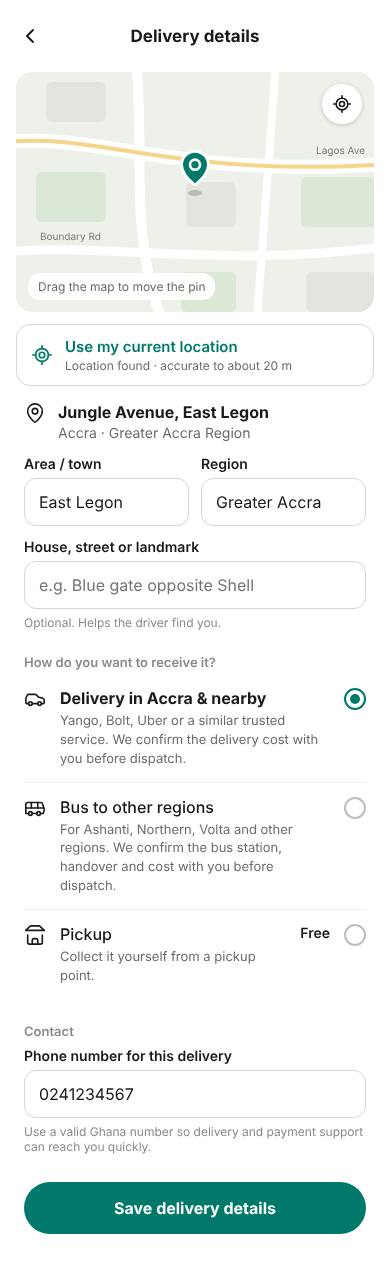 Delivery details
Lagos Ave
Boundary Rd
Drag the map to move the pin
Use my current location
Location found · accurate to about 20 m
Jungle Avenue, East Legon
Accra · Greater Accra Region
Area / town
Region
East Legon
Greater Accra
House, street or landmark
e.g. Blue gate opposite Shell
Optional. Helps the driver find you.
How do you want to receive it?
Delivery in Accra & nearby
Yango, Bolt, Uber or a similar trusted
service. We confirm the delivery cost with
you before dispatch.
Bus to other regions
For Ashanti, Northern, Volta and other
regions. We confirm the bus station,
handover and cost with you before
dispatch.
Pickup
Free
Collect it yourself from a pickup
point.
Contact
Phone number for this delivery
0241234567
Use a valid Ghana number so delivery and payment support
can reach you quickly.
Save delivery details